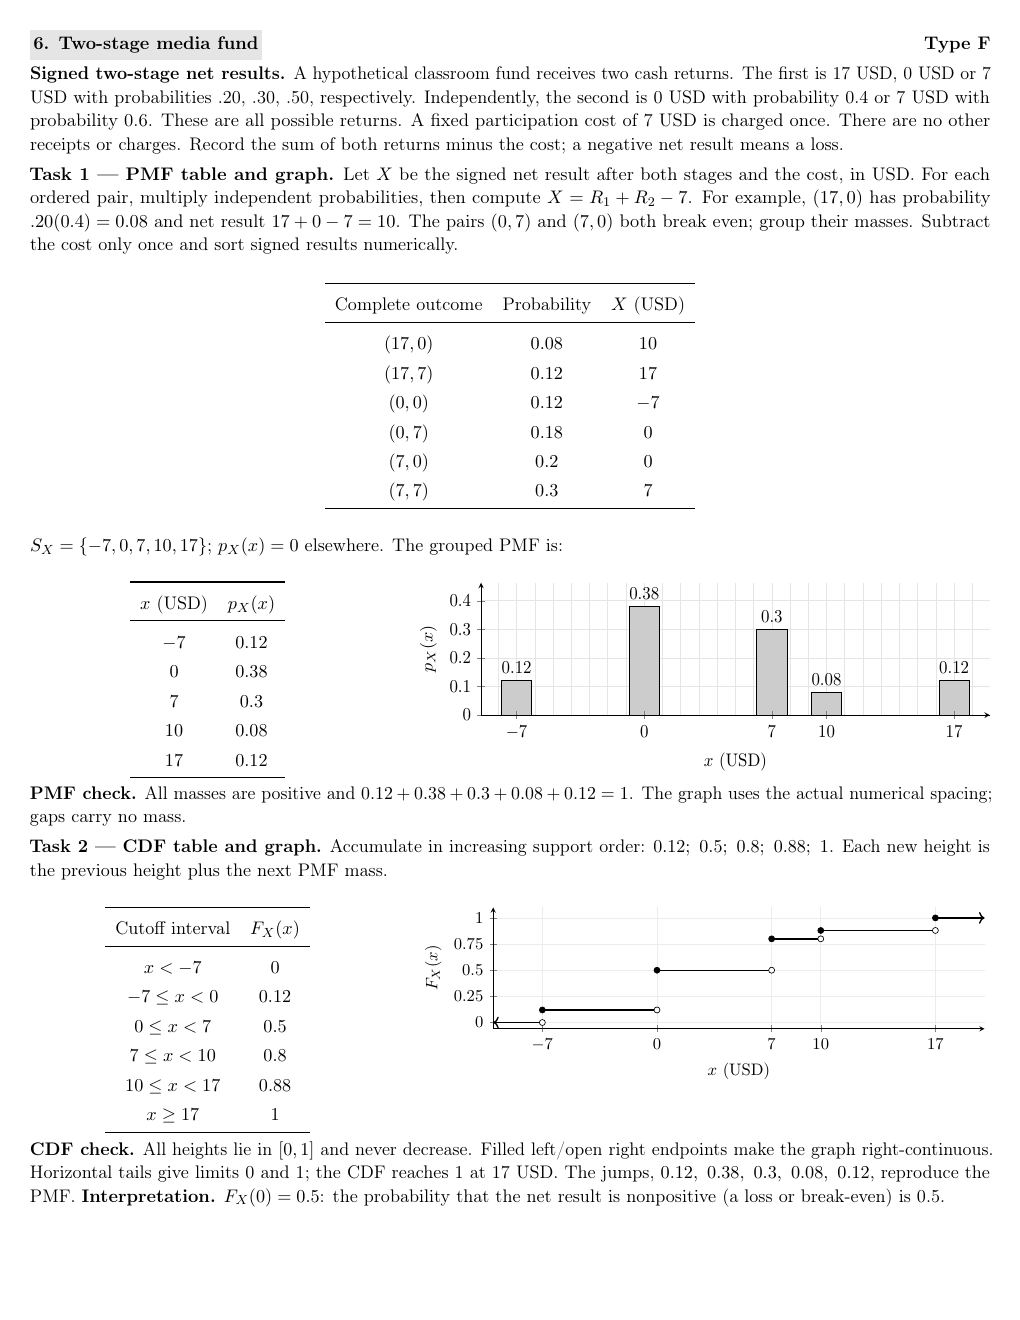 6. Two-stage media fund Type F
Signed two-stage net results. A hypothetical classroom fund receives two cash returns. The first is 17 USD, 0 USD or 7
USD with probabilities .20, .30, .50, respectively. Independently, the second is 0 USD with probability 0.4 or 7 USD with
probability 0.6. These are all possible returns. A fixed participation cost of 7 USD is charged once. There are no other
receipts or charges. Record the sum of both returns minus the cost; a negative net result means a loss.
Task 1 — PMF table and graph. Let X be the signed net result after both stages and the cost, in USD. For each
ordered pair, multiply independent probabilities, then compute X = R₁ + R₂ − 7. For example, (17, 0) has probability
.20(0.4) = 0.08 and net result 17 + 0 − 7 = 10. The pairs (0, 7) and (7, 0) both break even; group their masses. Subtract
the cost only once and sort signed results numerically.
Complete outcome Probability X (USD)
(17, 0) 0.08 10
(17, 7) 0.12 17
(0, 0) 0.12 −7
(0, 7) 0.18 0
(7, 0) 0.2 0
(7, 7) 0.3 7
S_X = {−7, 0, 7, 10, 17}; p_X(x) = 0 elsewhere. The grouped PMF is:
x (USD) p_X(x)
−7 0.12
0 0.38
7 0.3
10 0.08
17 0.12
p_X(x)
0.4
0.3
0.2
0.1
0
0.12 0.38 0.3 0.08 0.12
−7 0 7 10 17
x (USD)
PMF check. All masses are positive and 0.12 + 0.38 + 0.3 + 0.08 + 0.12 = 1. The graph uses the actual numerical spacing;
gaps carry no mass.
Task 2 — CDF table and graph. Accumulate in increasing support order: 0.12; 0.5; 0.8; 0.88; 1. Each new height is
the previous height plus the next PMF mass.
Cutoff interval F_X(x)
x < −7 0
−7 ≤ x < 0 0.12
0 ≤ x < 7 0.5
7 ≤ x < 10 0.8
10 ≤ x < 17 0.88
x ≥ 17 1
F_X(x)
1
0.75
0.5
0.25
0
−7 0 7 10 17
x (USD)
CDF check. All heights lie in [0, 1] and never decrease. Filled left/open right endpoints make the graph right-continuous.
Horizontal tails give limits 0 and 1; the CDF reaches 1 at 17 USD. The jumps, 0.12, 0.38, 0.3, 0.08, 0.12, reproduce the
PMF. Interpretation. F_X(0) = 0.5: the probability that the net result is nonpositive (a loss or break-even) is 0.5.